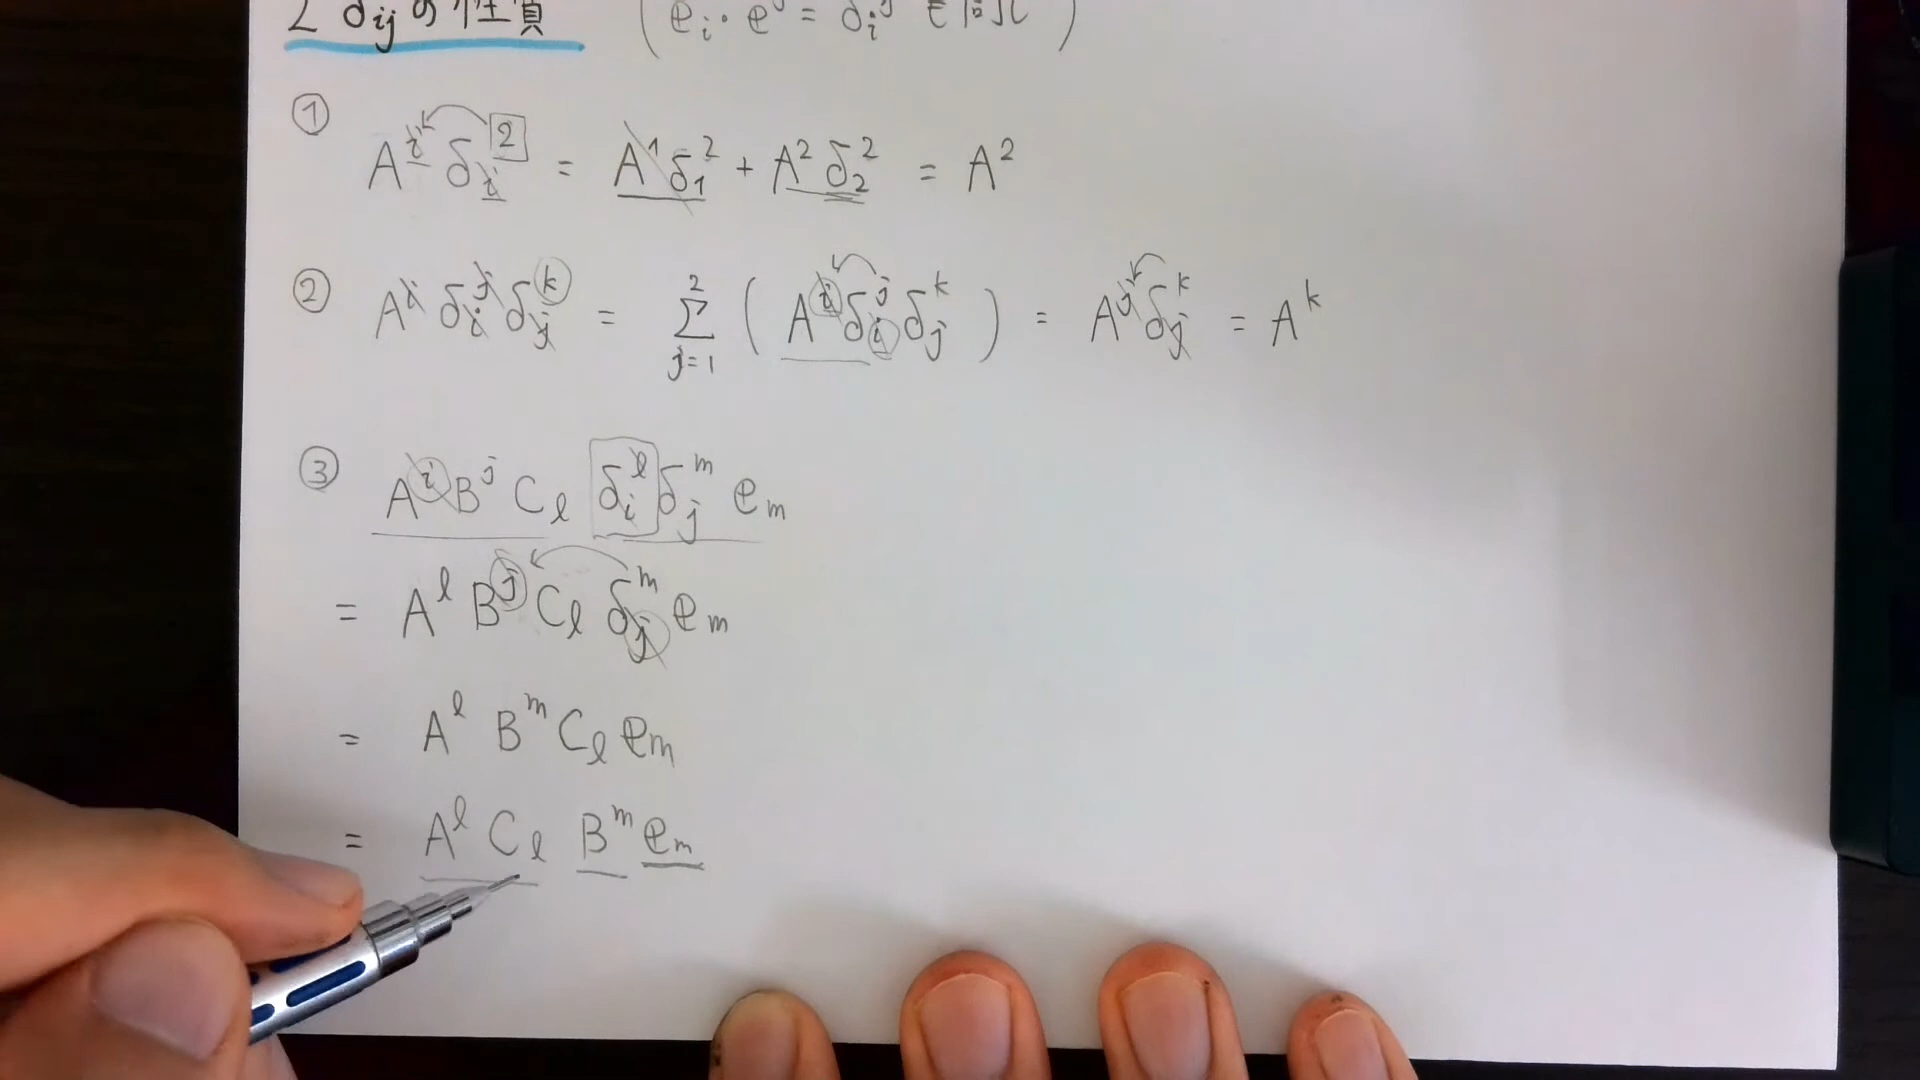 δij の性質 (ei・e^j = δi^j も同じ)
① A^i δi^2 = A^1 δ1^2 + A^2 δ2^2 = A^2
② A^i δi^j δj^k = Σ j=1 2 ( A^i δi^j δj^k ) = A^j δj^k = A^k
③ A^i B^j Cℓ δi^ℓ δj^m em
= A^ℓ B^j Cℓ δj^m em
= A^ℓ B^m Cℓ em
= A^ℓ Cℓ B^m em